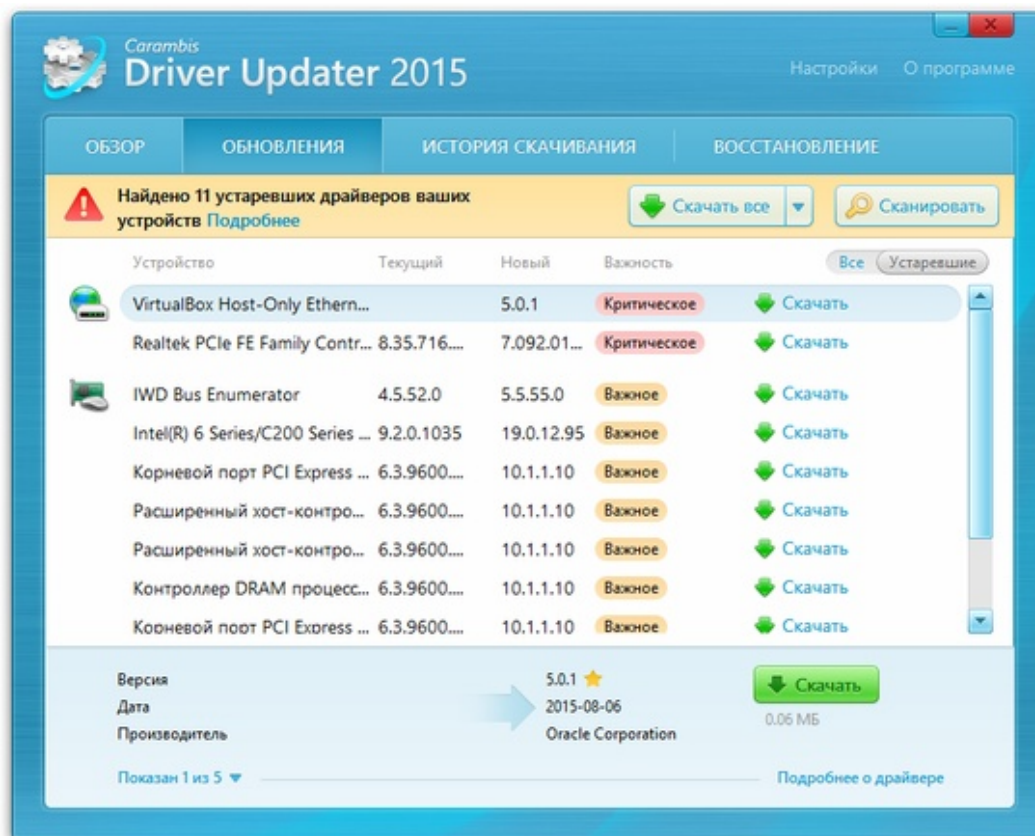 Carambis
Driver Updater 2015
Настройки О программе
ОБЗОР ОБНОВЛЕНИЯ ИСТОРИЯ СКАЧИВАНИЯ ВОССТАНОВЛЕНИЕ
Найдено 11 устаревших драйверов ваших
устройств Подробнее
Скачать все Сканировать
Устройство Текущий Новый Важность Все Устаревшие
VirtualBox Host-Only Ethern... 5.0.1 Критическое Скачать
Realtek PCIe FE Family Contr... 8.35.716.... 7.092.01... Критическое Скачать
IWD Bus Enumerator 4.5.52.0 5.5.55.0 Важное Скачать
Intel(R) 6 Series/C200 Series ... 9.2.0.1035 19.0.12.95 Важное Скачать
Корневой порт PCI Express ... 6.3.9600.... 10.1.1.10 Важное Скачать
Расширенный хост-контро... 6.3.9600.... 10.1.1.10 Важное Скачать
Расширенный хост-контро... 6.3.9600.... 10.1.1.10 Важное Скачать
Контроллер DRAM процесс... 6.3.9600.... 10.1.1.10 Важное Скачать
Корневой порт PCI Express ... 6.3.9600.... 10.1.1.10 Важное Скачать
Версия 5.0.1 Скачать
Дата 2015-08-06 0.06 МБ
Производитель Oracle Corporation
Показан 1 из 5 Подробнее о драйвере